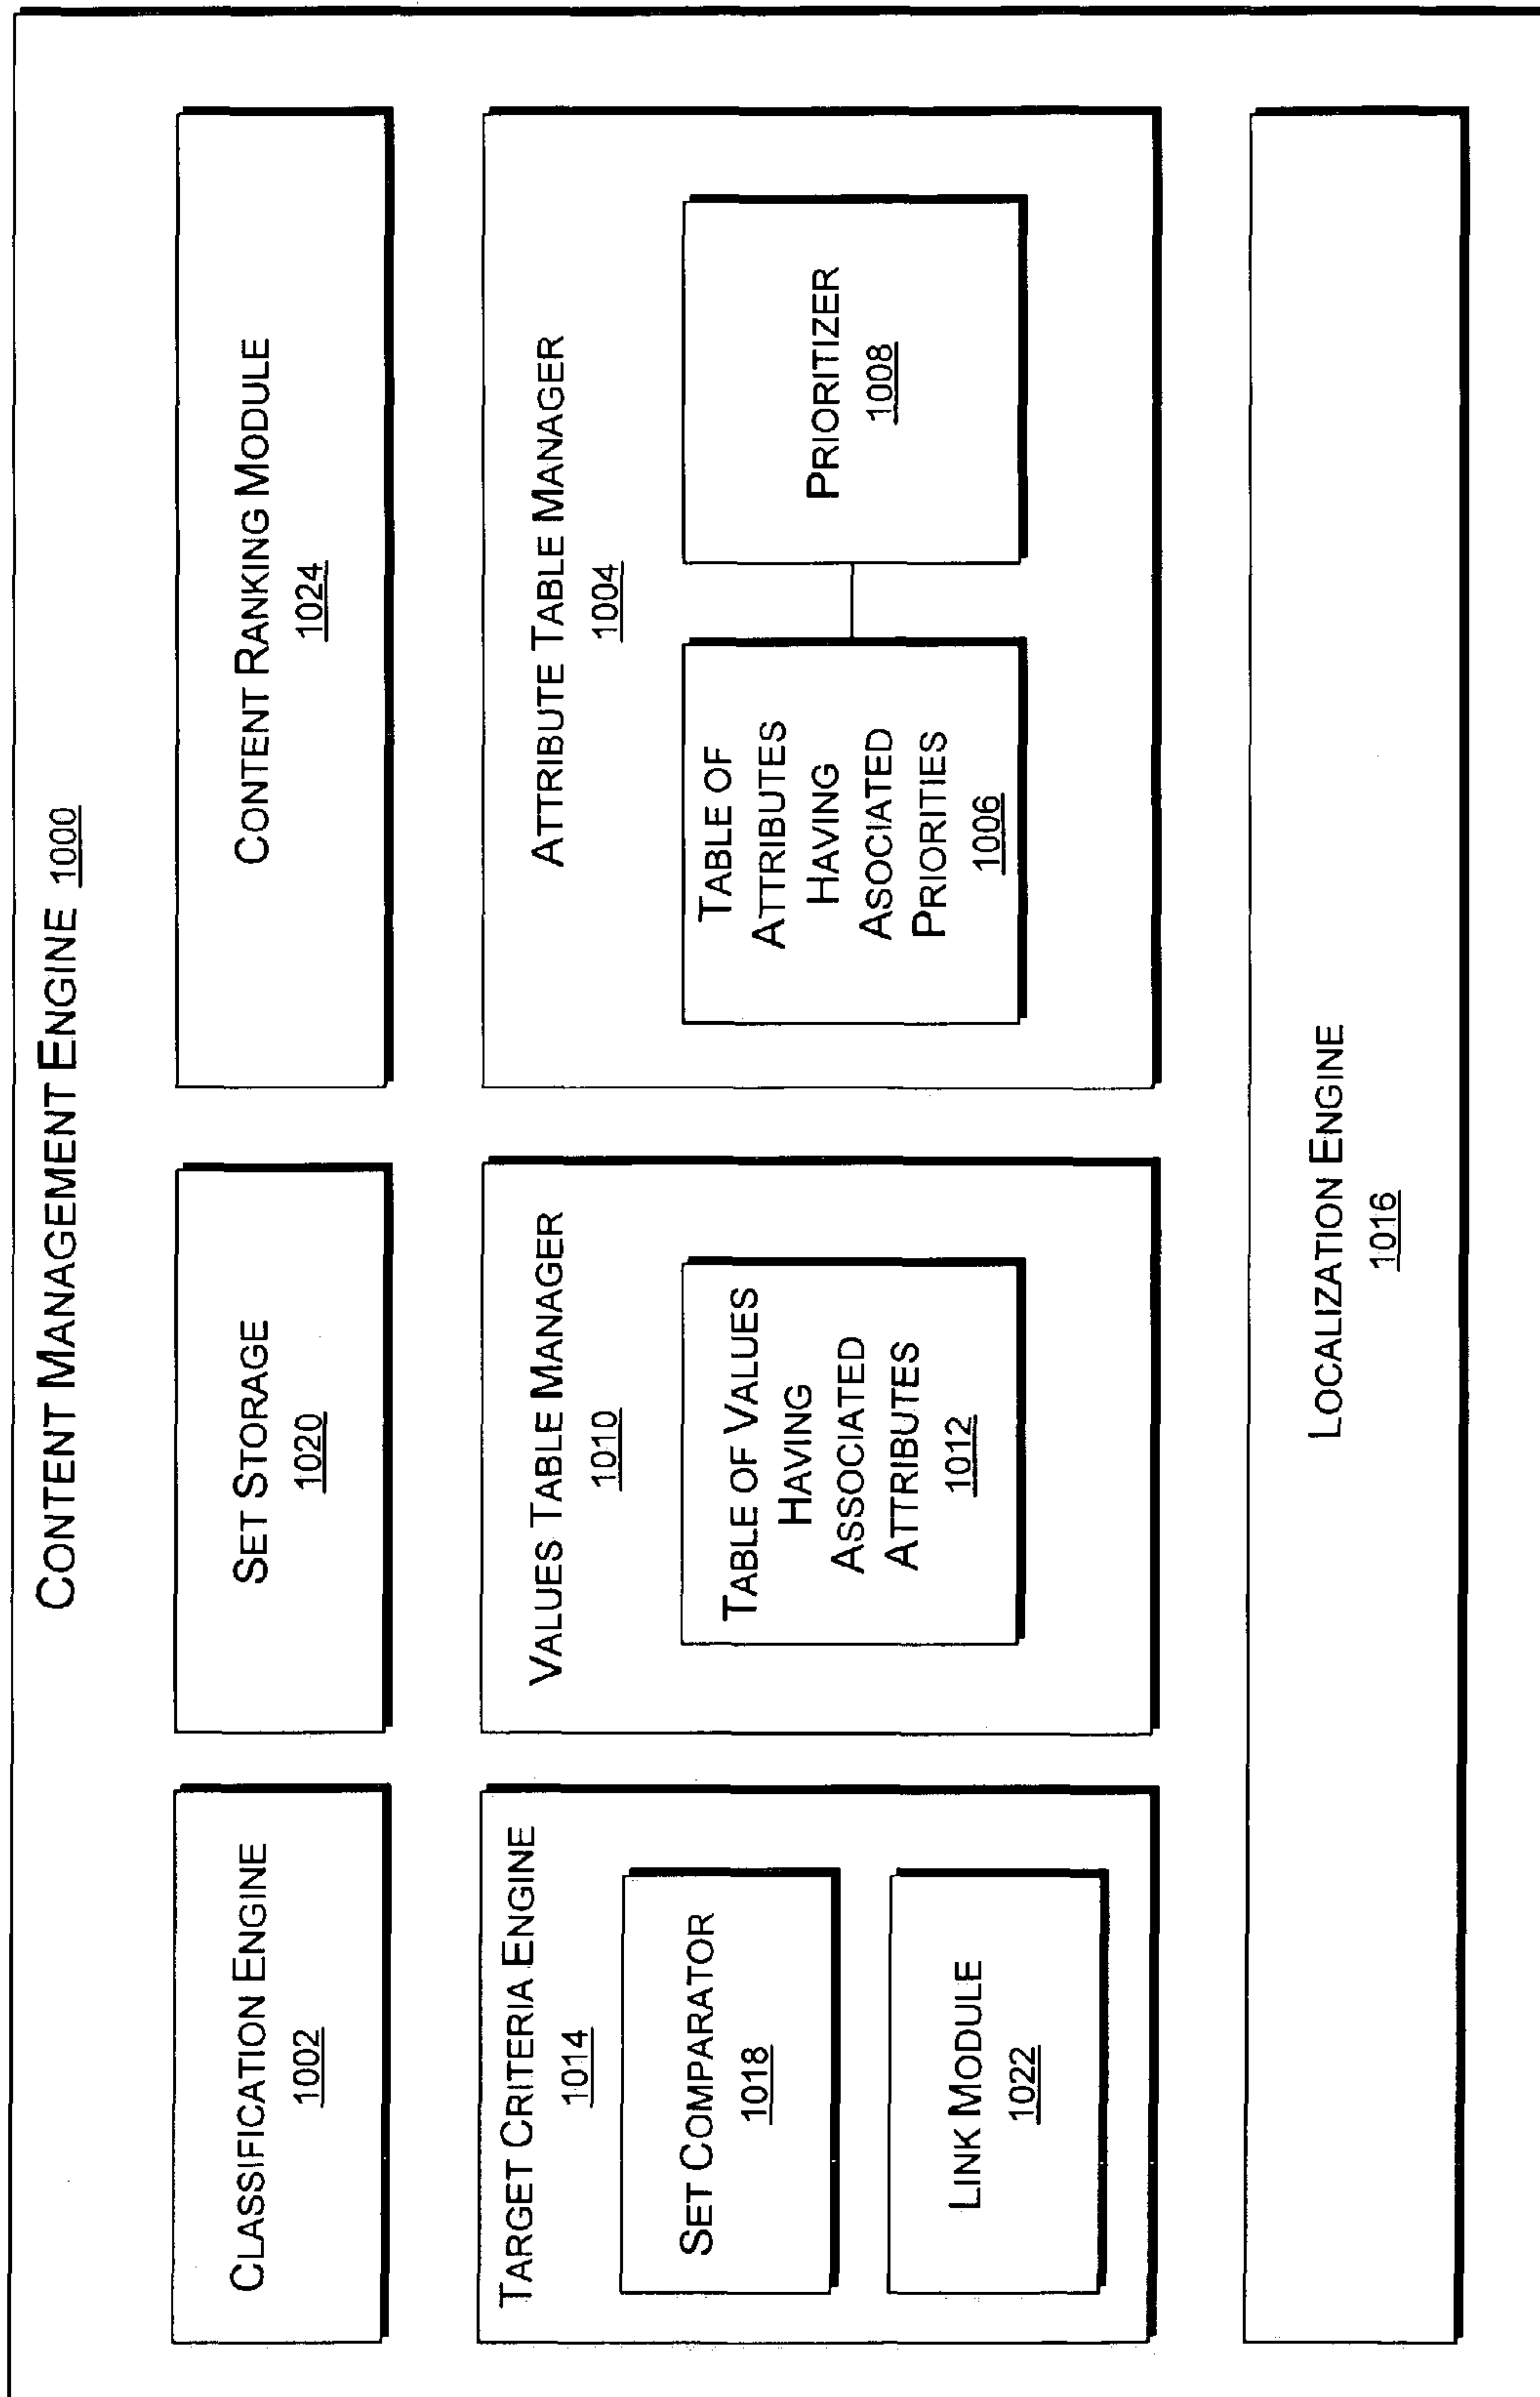 CONTENT MANAGEMENT ENGINE 1000
CLASSIFICATION ENGINE
1002
SET STORAGE
1020
CONTENT RANKING MODULE
1024
TARGET CRITERIA ENGINE
1014
SET COMPARATOR
1018
LINK MODULE
1022
VALUES TABLE MANAGER
1010
TABLE OF VALUES
HAVING
ASSOCIATED
ATTRIBUTES
1012
ATTRIBUTE TABLE MANAGER
1004
TABLE OF
ATTRIBUTES
HAVING
ASOCIATED
PRIORITIES
1006
PRIORITIZER
1008
LOCALIZATION ENGINE
1016